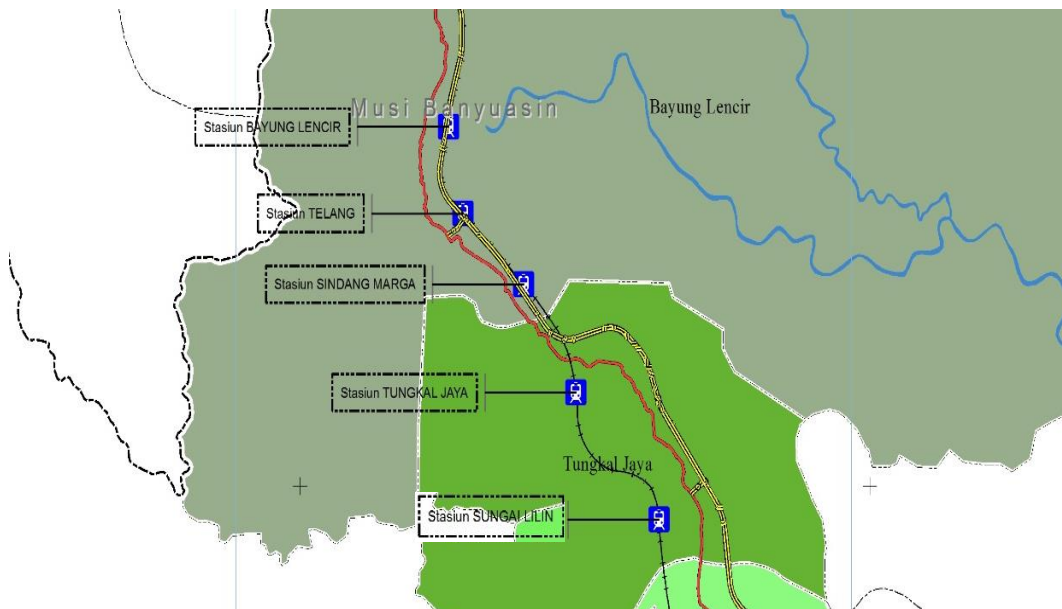 Musi Banyuasin
Bayung Lencir
Stasiun BAYUNG LENCIR
Stasiun TELANG
Stasiun SINDANG MARGA
Stasiun TUNGKAL JAYA
Tungkal Jaya
Stasiun SUNGAI LILIN